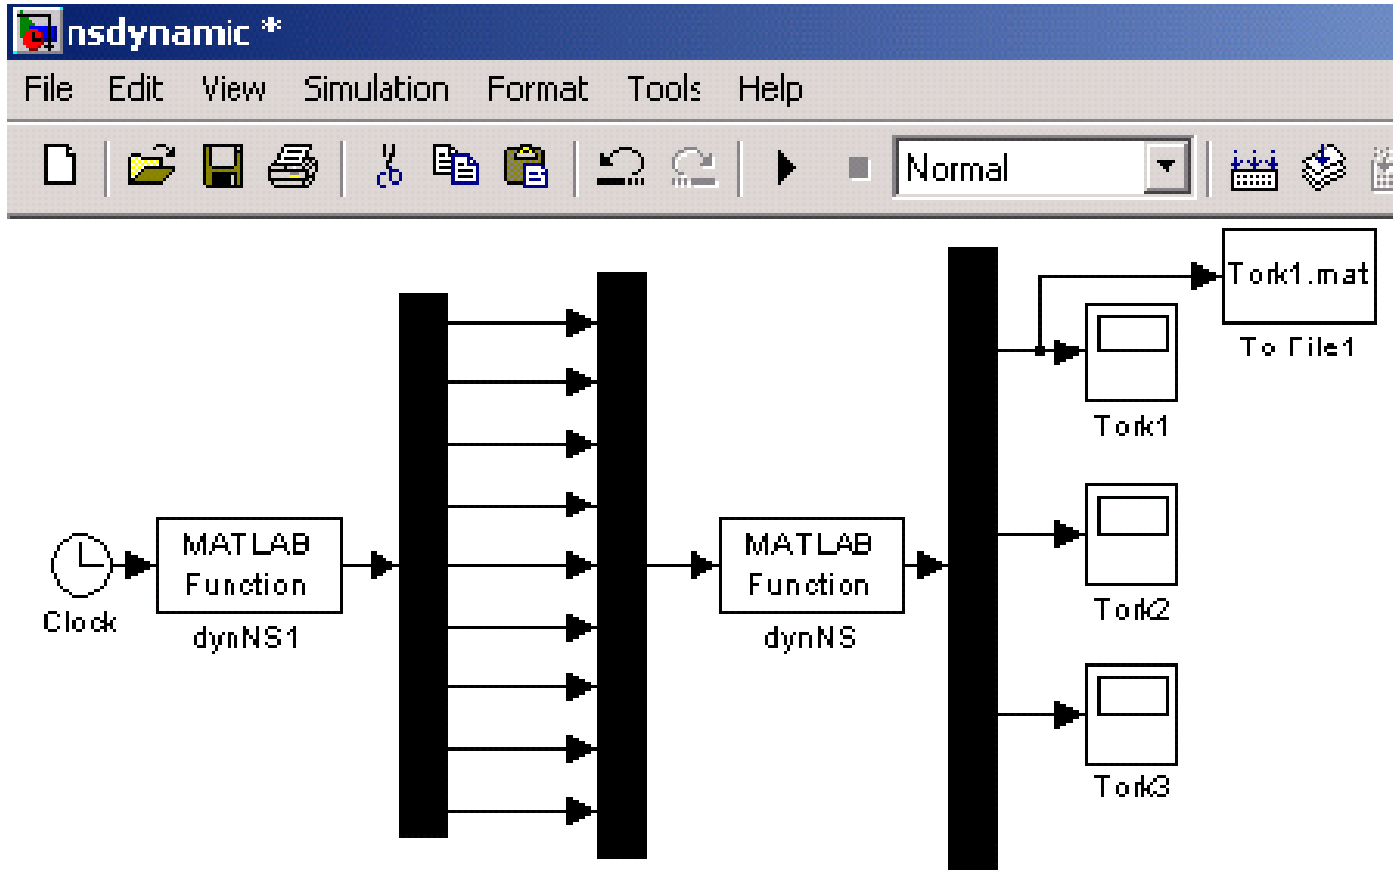 nsdynamic *
File Edit View Simulation Format Tools Help
Normal
Tork1.mat
To File1
Tork1
MATLAB
Function
dynNS1
Clock
MATLAB
Function
dynNS
Tork2
Tork3